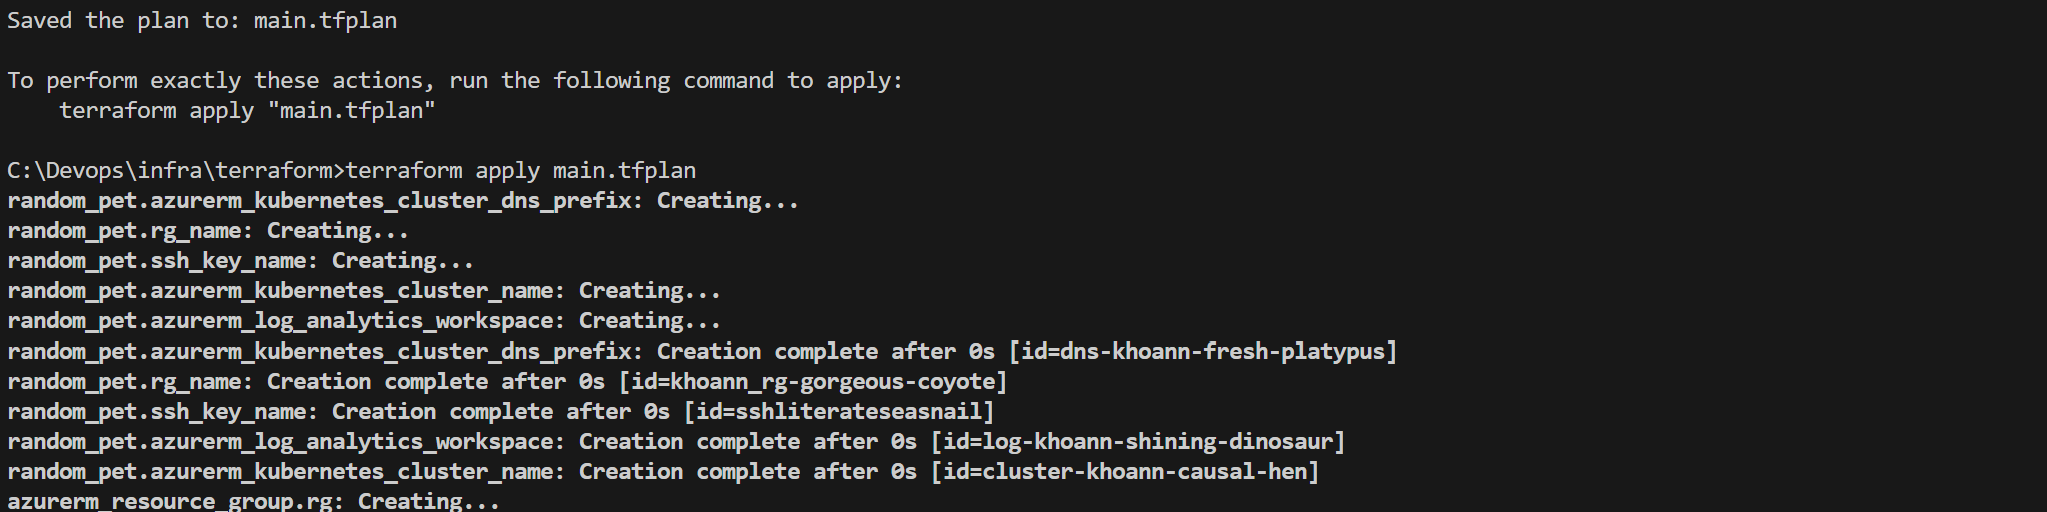 Saved the plan to: main.tfplan
To perform exactly these actions, run the following command to apply:
    terraform apply "main.tfplan"
C:\Devops\infra\terraform>terraform apply main.tfplan
random_pet.azurerm_kubernetes_cluster_dns_prefix: Creating...
random_pet.rg_name: Creating...
random_pet.ssh_key_name: Creating...
random_pet.azurerm_kubernetes_cluster_name: Creating...
random_pet.azurerm_log_analytics_workspace: Creating...
random_pet.azurerm_kubernetes_cluster_dns_prefix: Creation complete after 0s [id=dns-khoann-fresh-platypus]
random_pet.rg_name: Creation complete after 0s [id=khoann_rg-gorgeous-coyote]
random_pet.ssh_key_name: Creation complete after 0s [id=sshliterateseasnail]
random_pet.azurerm_log_analytics_workspace: Creation complete after 0s [id=log-khoann-shining-dinosaur]
random_pet.azurerm_kubernetes_cluster_name: Creation complete after 0s [id=cluster-khoann-causal-hen]
azurerm_resource_group.rg: Creating...